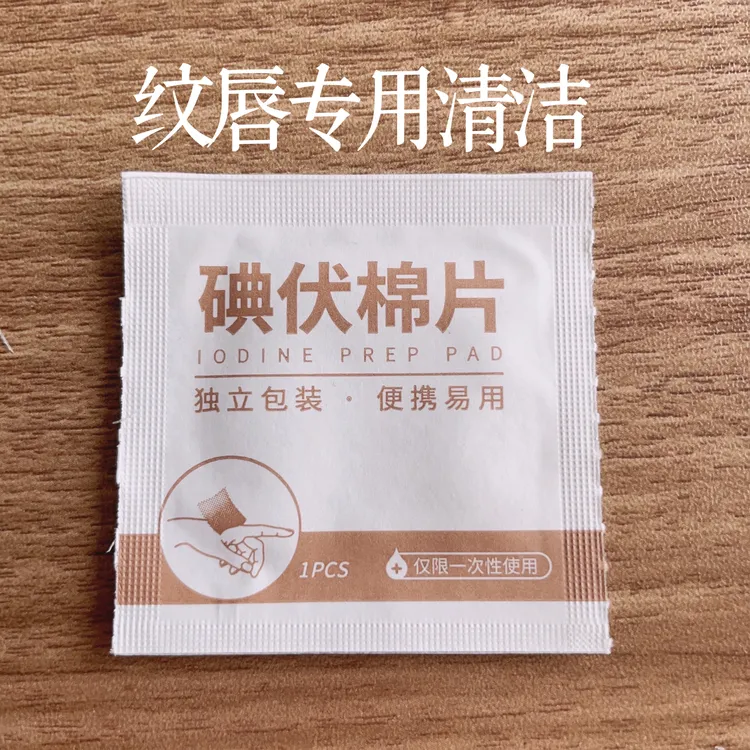 纹唇专用清洁
碘伏棉片
IODINE PREP PAD
独立包装 · 便携易用
1PCS
仅限一次性使用